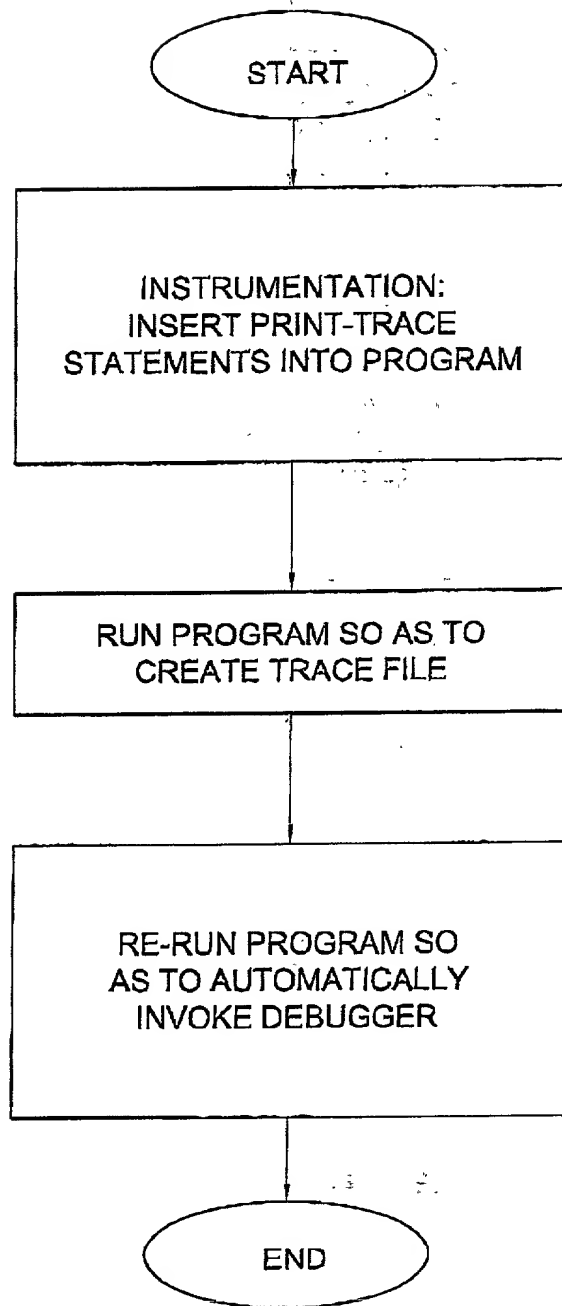 START
INSTRUMENTATION:
INSERT PRINT-TRACE
STATEMENTS INTO PROGRAM
RUN PROGRAM SO AS TO
CREATE TRACE FILE
RE-RUN PROGRAM SO
AS TO AUTOMATICALLY
INVOKE DEBUGGER
END